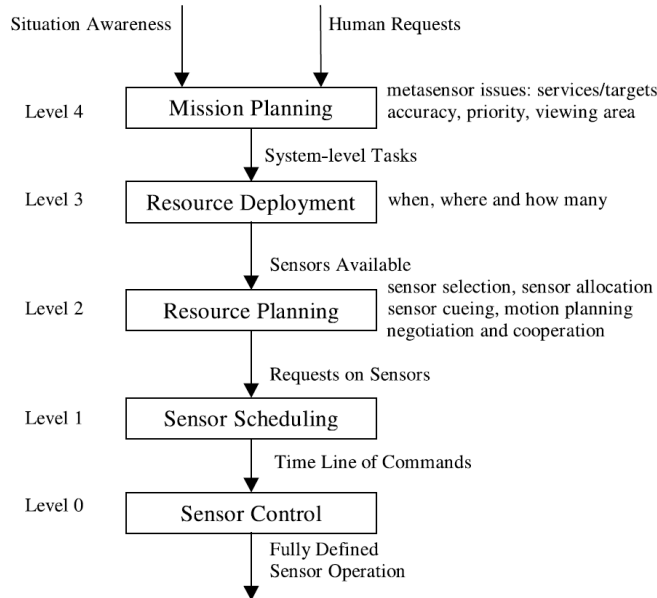 Situation Awareness
Human Requests
Level 4
Mission Planning
metasensor issues: services/targets
accuracy, priority, viewing area
System-level Tasks
Level 3
Resource Deployment
when, where and how many
Sensors Available
Level 2
Resource Planning
sensor selection, sensor allocation
sensor cueing, motion planning
negotiation and cooperation
Requests on Sensors
Level 1
Sensor Scheduling
Time Line of Commands
Level 0
Sensor Control
Fully Defined
Sensor Operation